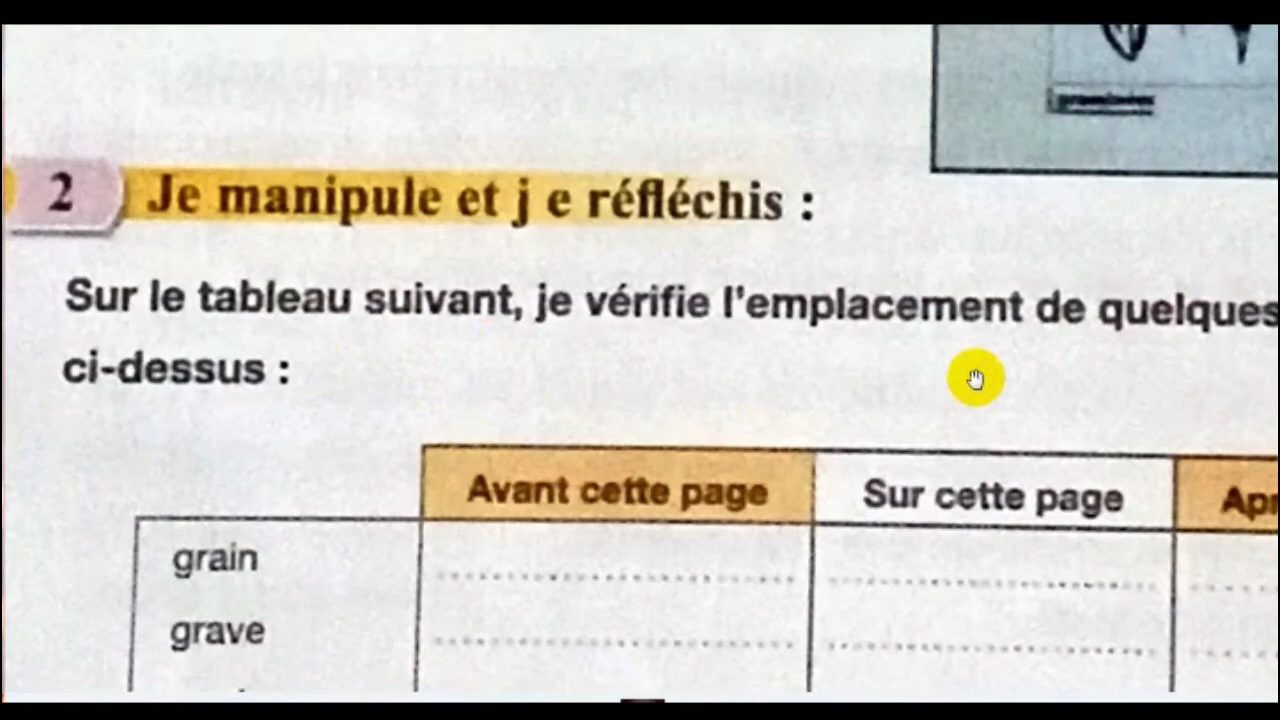 2 Je manipule et j e réfléchis :
Sur le tableau suivant, je vérifie l'emplacement de quelques
ci-dessus :
Avant cette page Sur cette page
grain
grave